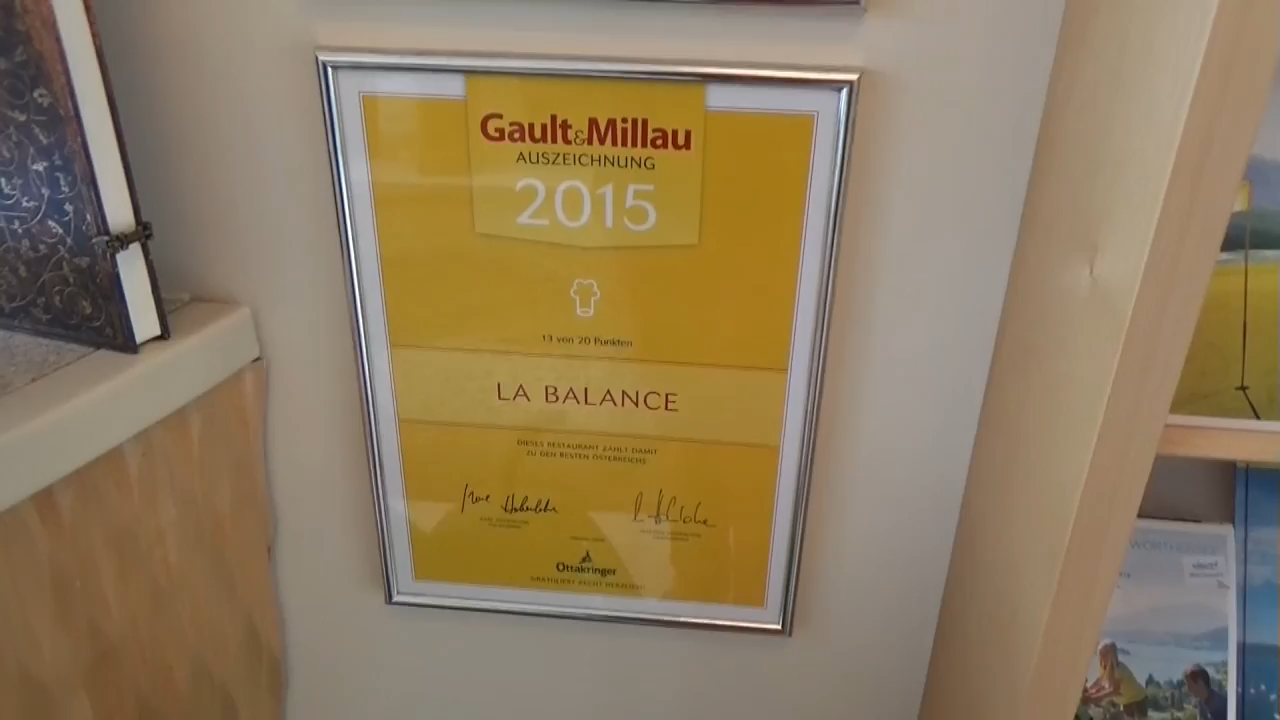 Gault&Millau
AUSZEICHNUNG
2015
13 von 20 Punkten
LA BALANCE
DIESES RESTAURANT ZÄHLT DAMIT
ZU DEN BESTEN ÖSTERREICHS
Ottakringer
GRATULIERT RECHT HERZLICH!